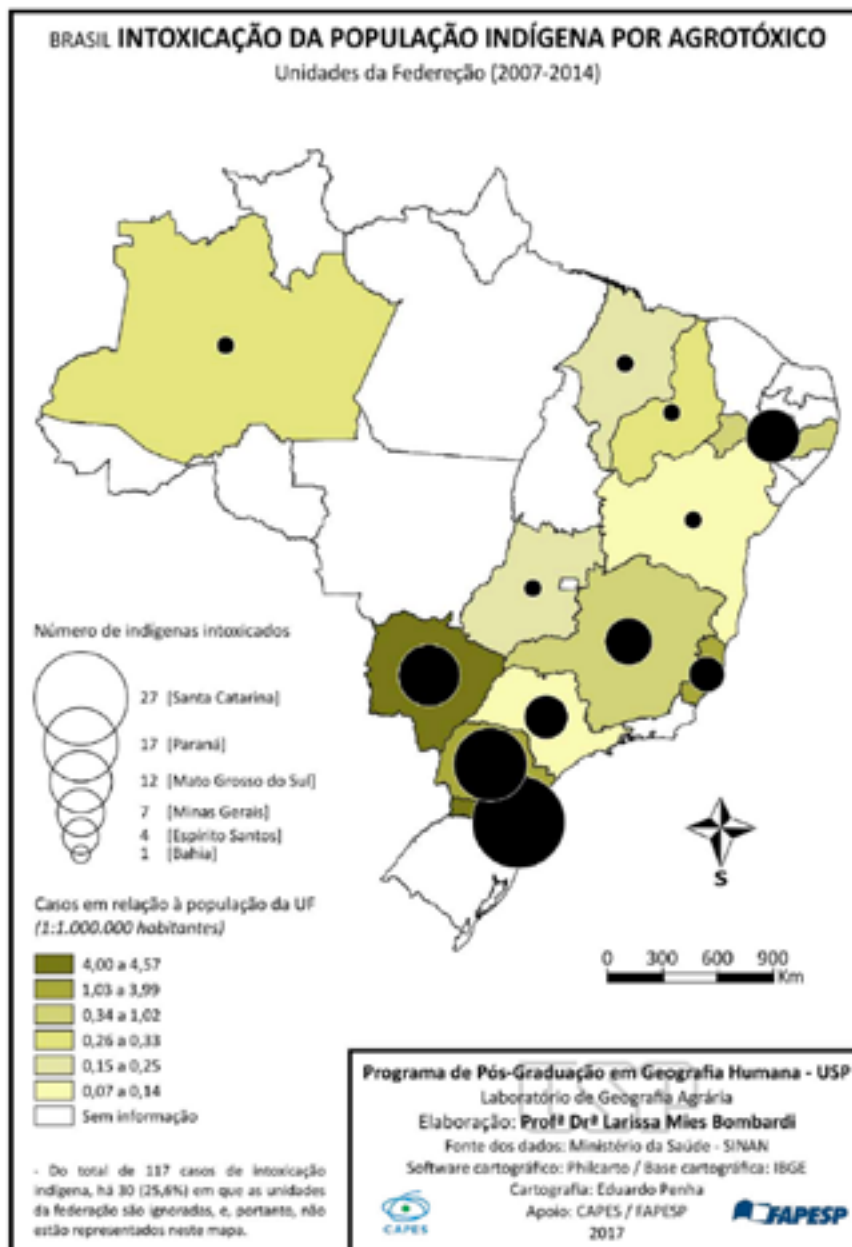 BRASIL INTOXICAÇÃO DA POPULAÇÃO INDÍGENA POR AGROTÓXICO
Unidades da Federeção (2007-2014)
Número de indígenas intoxicados
27 [Santa Catarina]
17 [Paraná]
12 [Mato Grosso do Sul]
7 [Minas Gerais]
4 [Espírito Santos]
1 [Bahia]
Casos em relação à população da UF
(1:1.000.000 habitantes)
4,00 a 4,57
1,03 a 3,99
0,34 a 1,02
0,26 a 0,33
0,15 a 0,25
0,07 a 0,14
Sem informação
- Do total de 117 casos de intoxicação
indígena, há 30 (25,6%) em que as unidades
da federação são ignoradas, e, portanto, não
estão representados neste mapa.
S
0 300 600 900
Km
USP
Programa de Pós-Graduação em Geografia Humana - USP
Laboratório de Geografia Agrária
Elaboração: Profª Drª Larissa Mies Bombardi
Fonte dos dados: Ministério da Saúde - SINAN
Software cartográfico: Philcarto / Base cartográfica: IBGE
Cartografia: Eduardo Penha
Apoio: CAPES / FAPESP
2017
CAPES
FAPESP